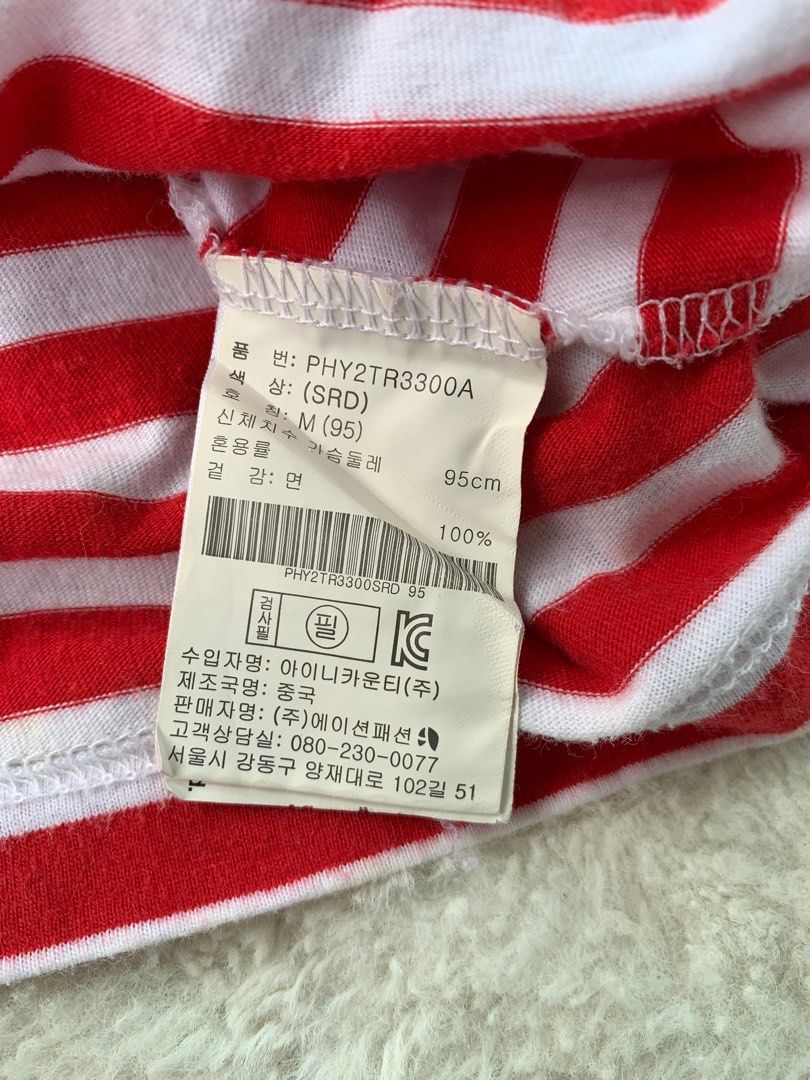 품 번: PHY2TR3300A
색 상: (SRD)
호 칭: M (95)
신체치수 가슴둘레 95cm
혼용률
겉 감: 면 100%
PHY2TR3300SRD 95
검사필 필
수입자명: 아이니카운티(주)
제조국명: 중국
판매자명: (주)에이션패션
고객상담실: 080-230-0077
서울시 강동구 양재대로 102길 51